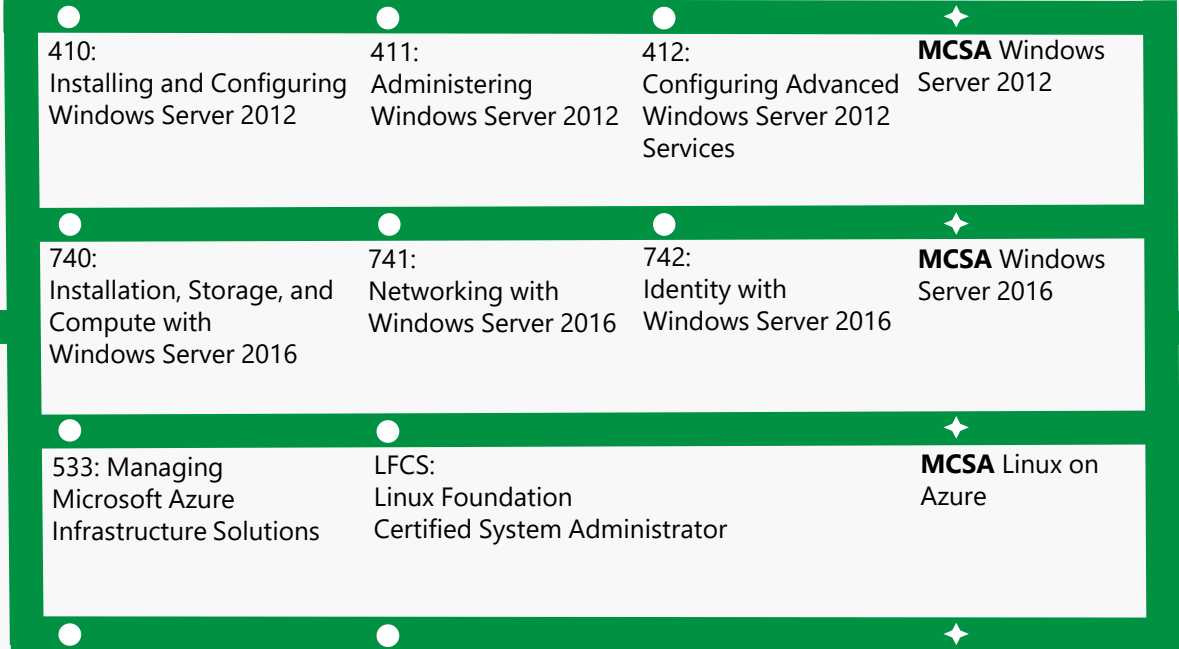 410:
Installing and Configuring
Windows Server 2012
411:
Administering
Windows Server 2012
412:
Configuring Advanced
Windows Server 2012
Services
MCSA Windows
Server 2012
740:
Installation, Storage, and
Compute with
Windows Server 2016
741:
Networking with
Windows Server 2016
742:
Identity with
Windows Server 2016
MCSA Windows
Server 2016
533: Managing
Microsoft Azure
Infrastructure Solutions
LFCS:
Linux Foundation
Certified System Administrator
MCSA Linux on
Azure